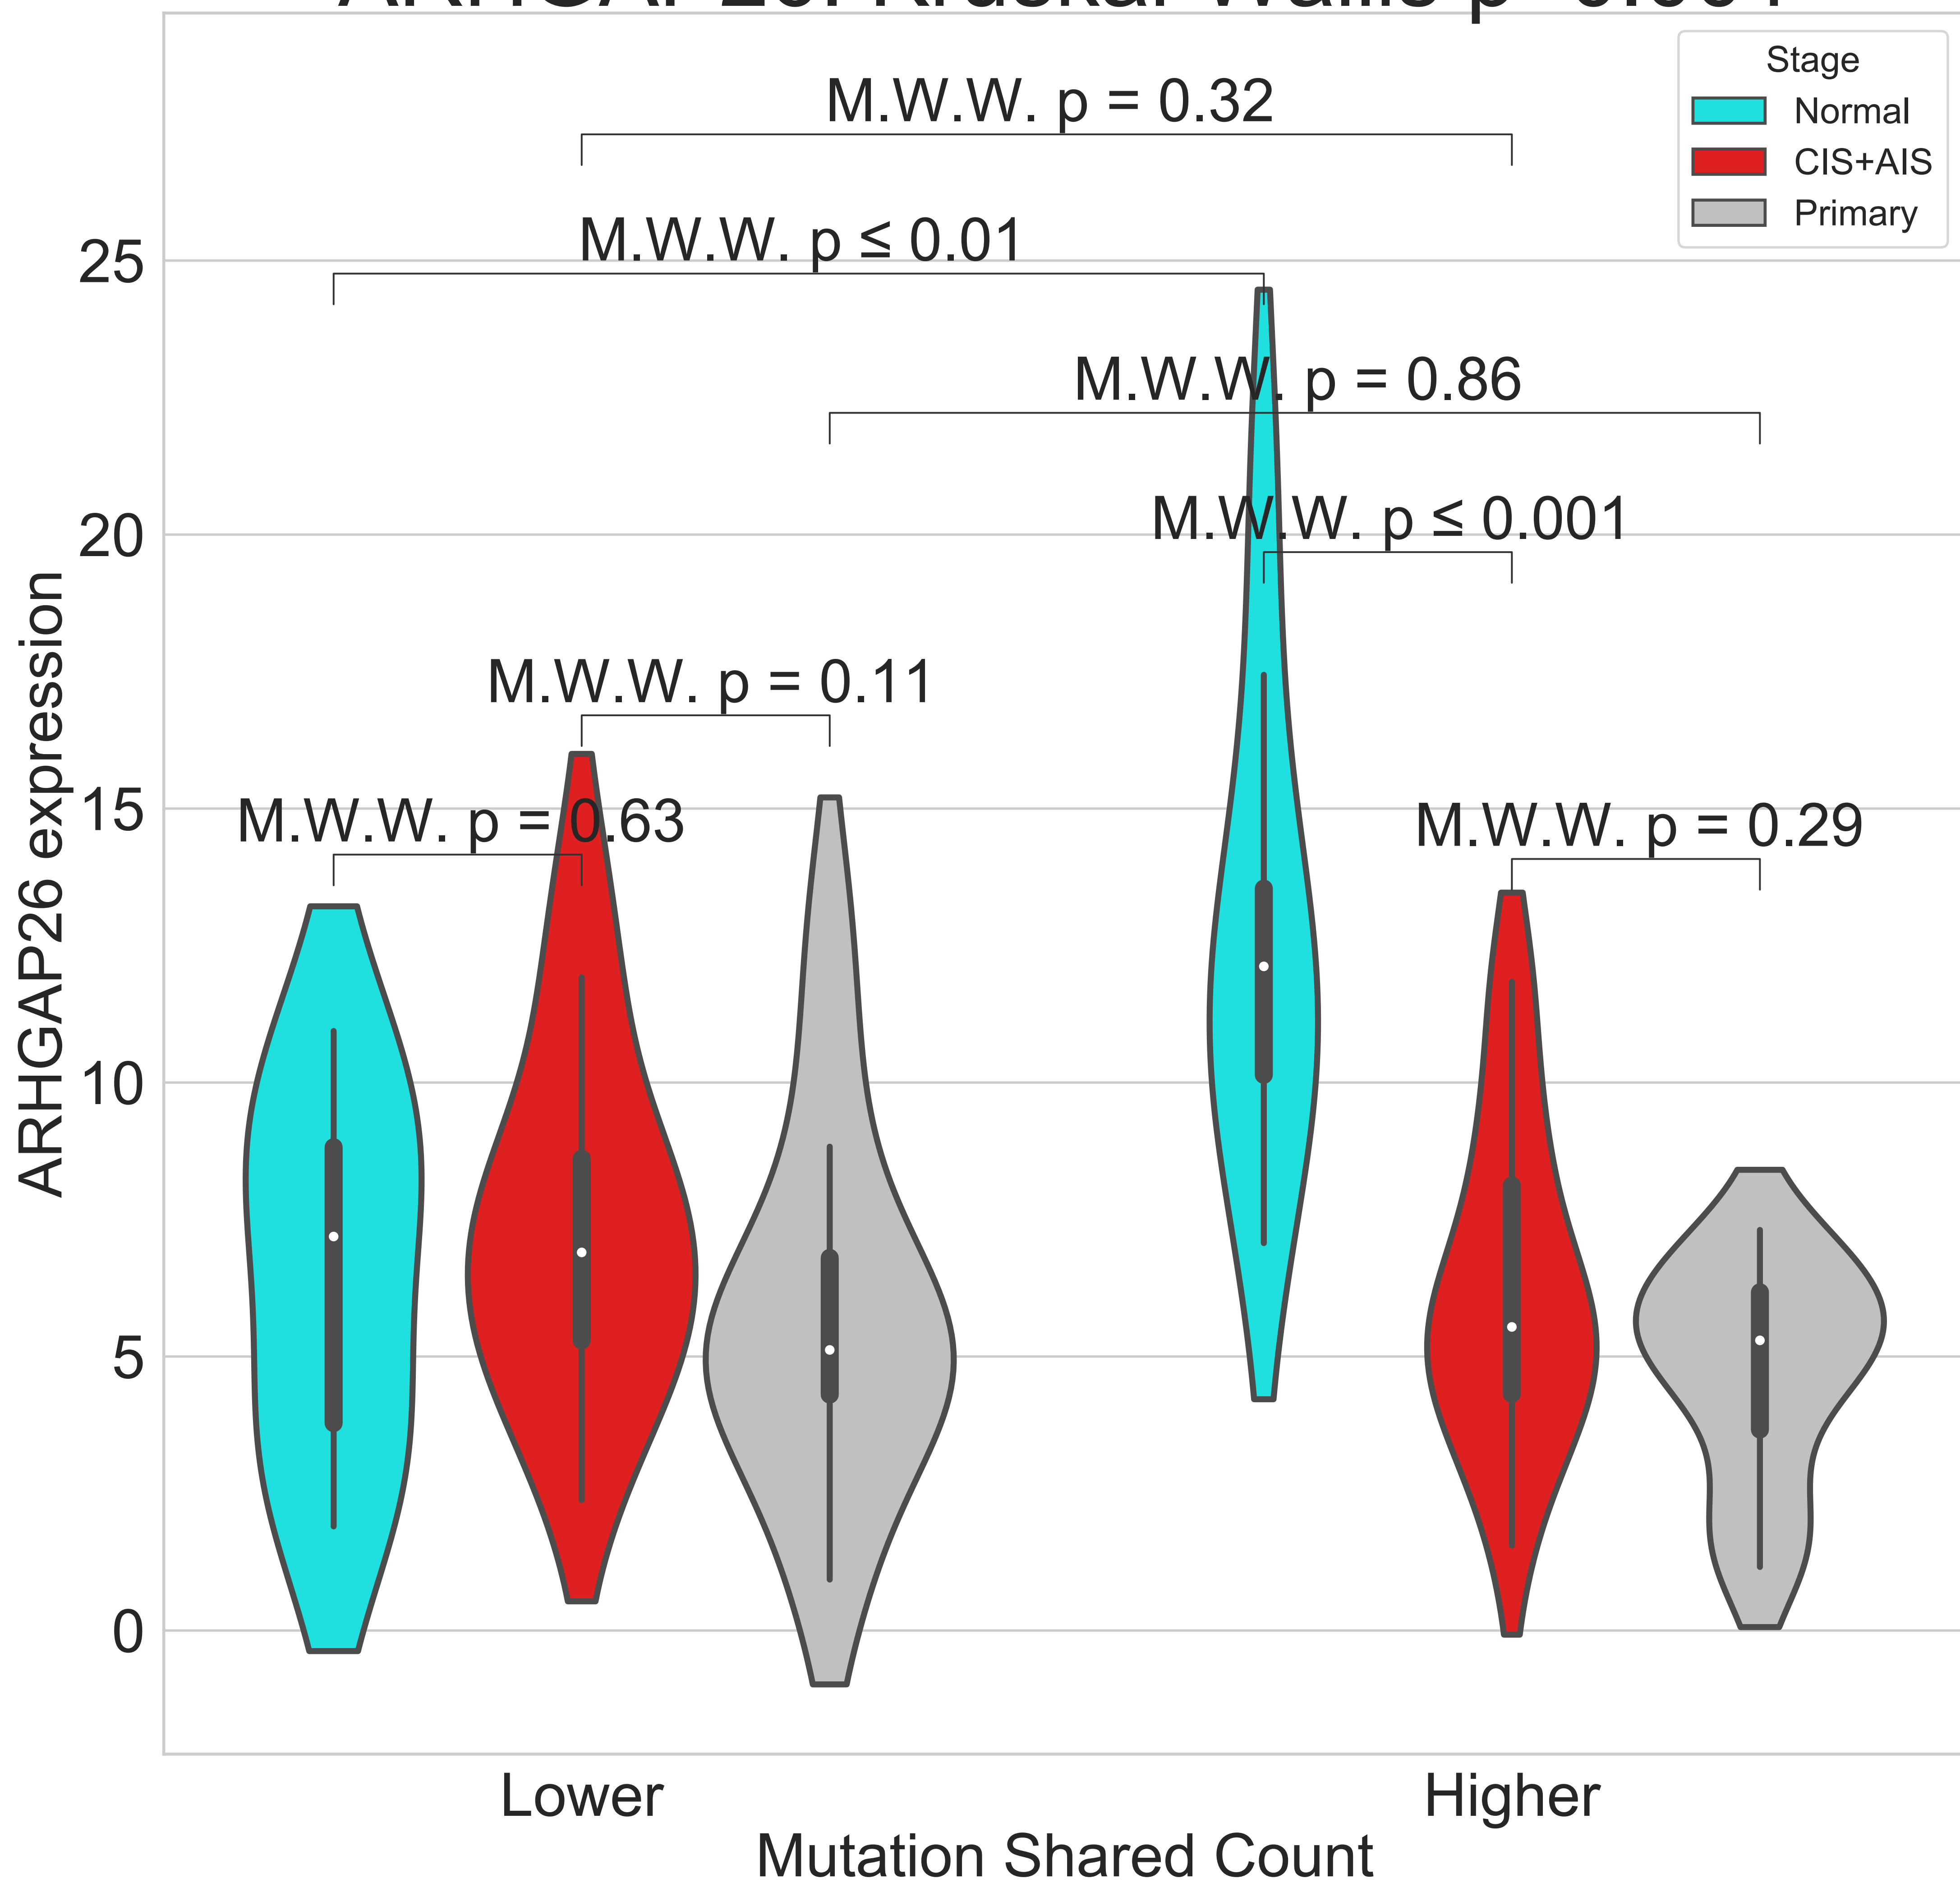 Stage
Normal
CIS+AIS
Primary
M.W.W. p = 0.32
M.W.W. p ≤ 0.01
M.W.W. p = 0.86
M.W.W. p ≤ 0.001
M.W.W. p = 0.11
M.W.W. p = 0.63
M.W.W. p = 0.29
25
20
15
10
5
0
ARHGAP26 expression
Lower
Higher
Mutation Shared Count